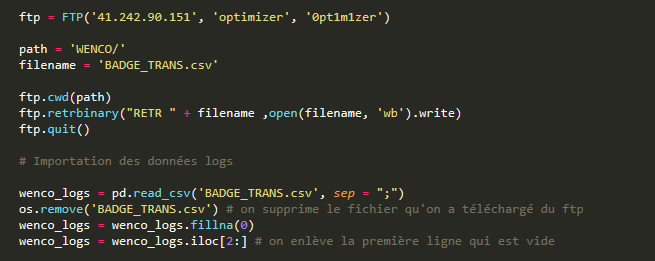 ftp = FTP('41.242.90.151', 'optimizer', '0pt1m1zer')
path = 'WENCO/'
filename = 'BADGE_TRANS.csv'
ftp.cwd(path)
ftp.retrbinary("RETR " + filename ,open(filename, 'wb').write)
ftp.quit()
# Importation des données logs
wenco_logs = pd.read_csv('BADGE_TRANS.csv', sep = ";")
os.remove('BADGE_TRANS.csv') # on supprime le fichier qu'on a téléchargé du ftp
wenco_logs = wenco_logs.fillna(0)
wenco_logs = wenco_logs.iloc[2:] # on enlève la première ligne qui est vide